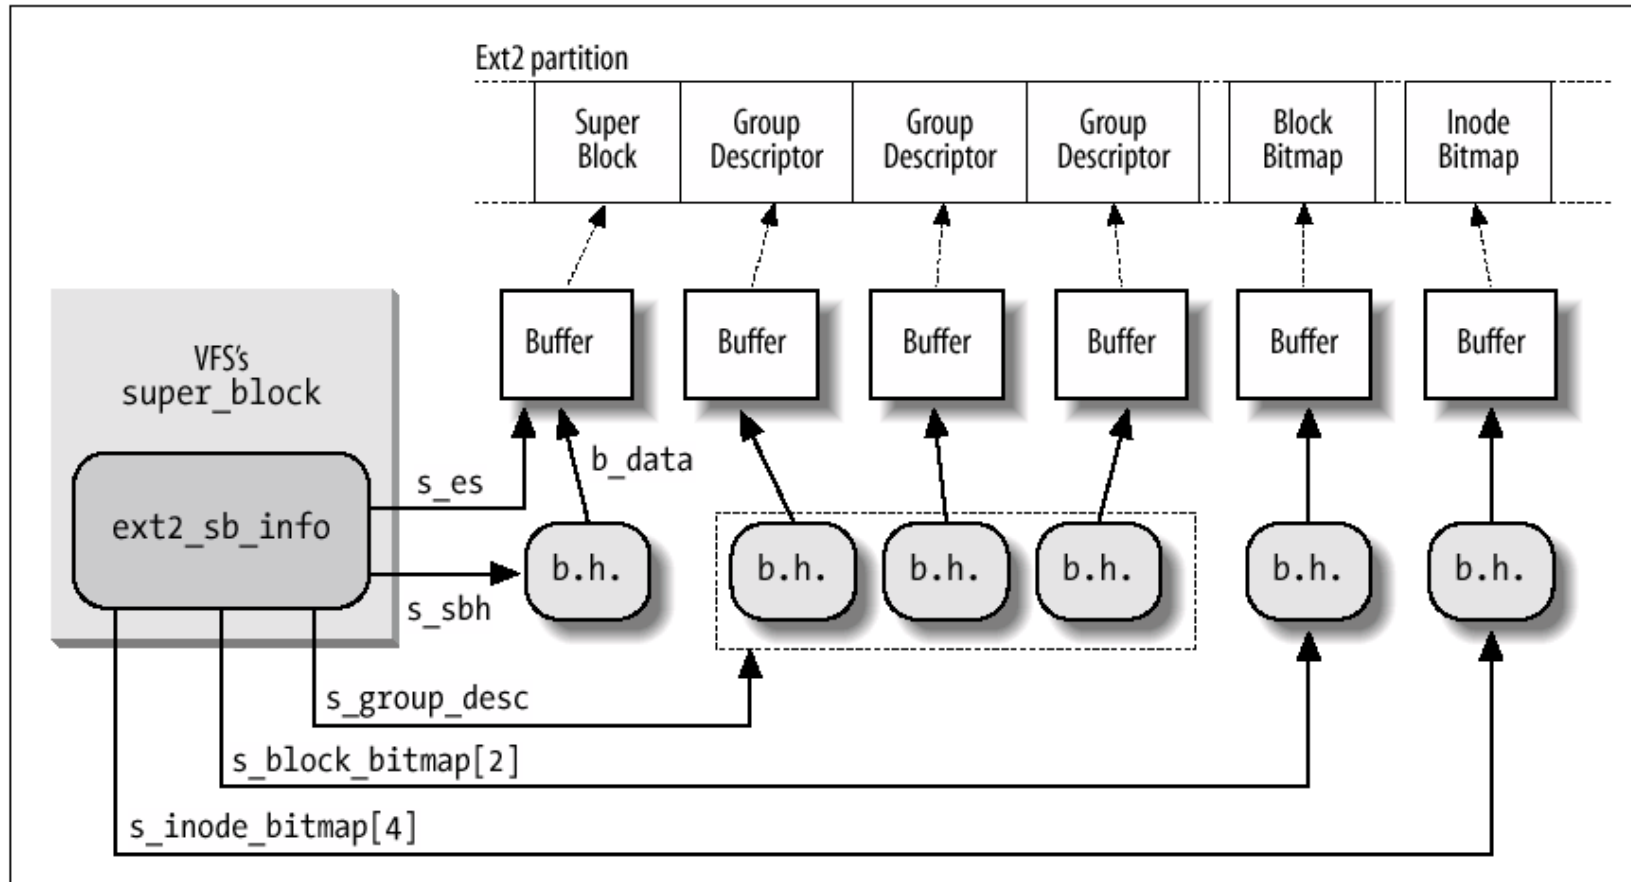 Ext2 partition
Super
Block
Group
Descriptor
Group
Descriptor
Group
Descriptor
Block
Bitmap
Inode
Bitmap
Buffer
Buffer
Buffer
Buffer
Buffer
Buffer
VFS's
super_block
ext2_sb_info
s_es
b_data
s_sbh
b.h.
b.h.
b.h.
b.h.
b.h.
b.h.
s_group_desc
s_block_bitmap[2]
s_inode_bitmap[4]